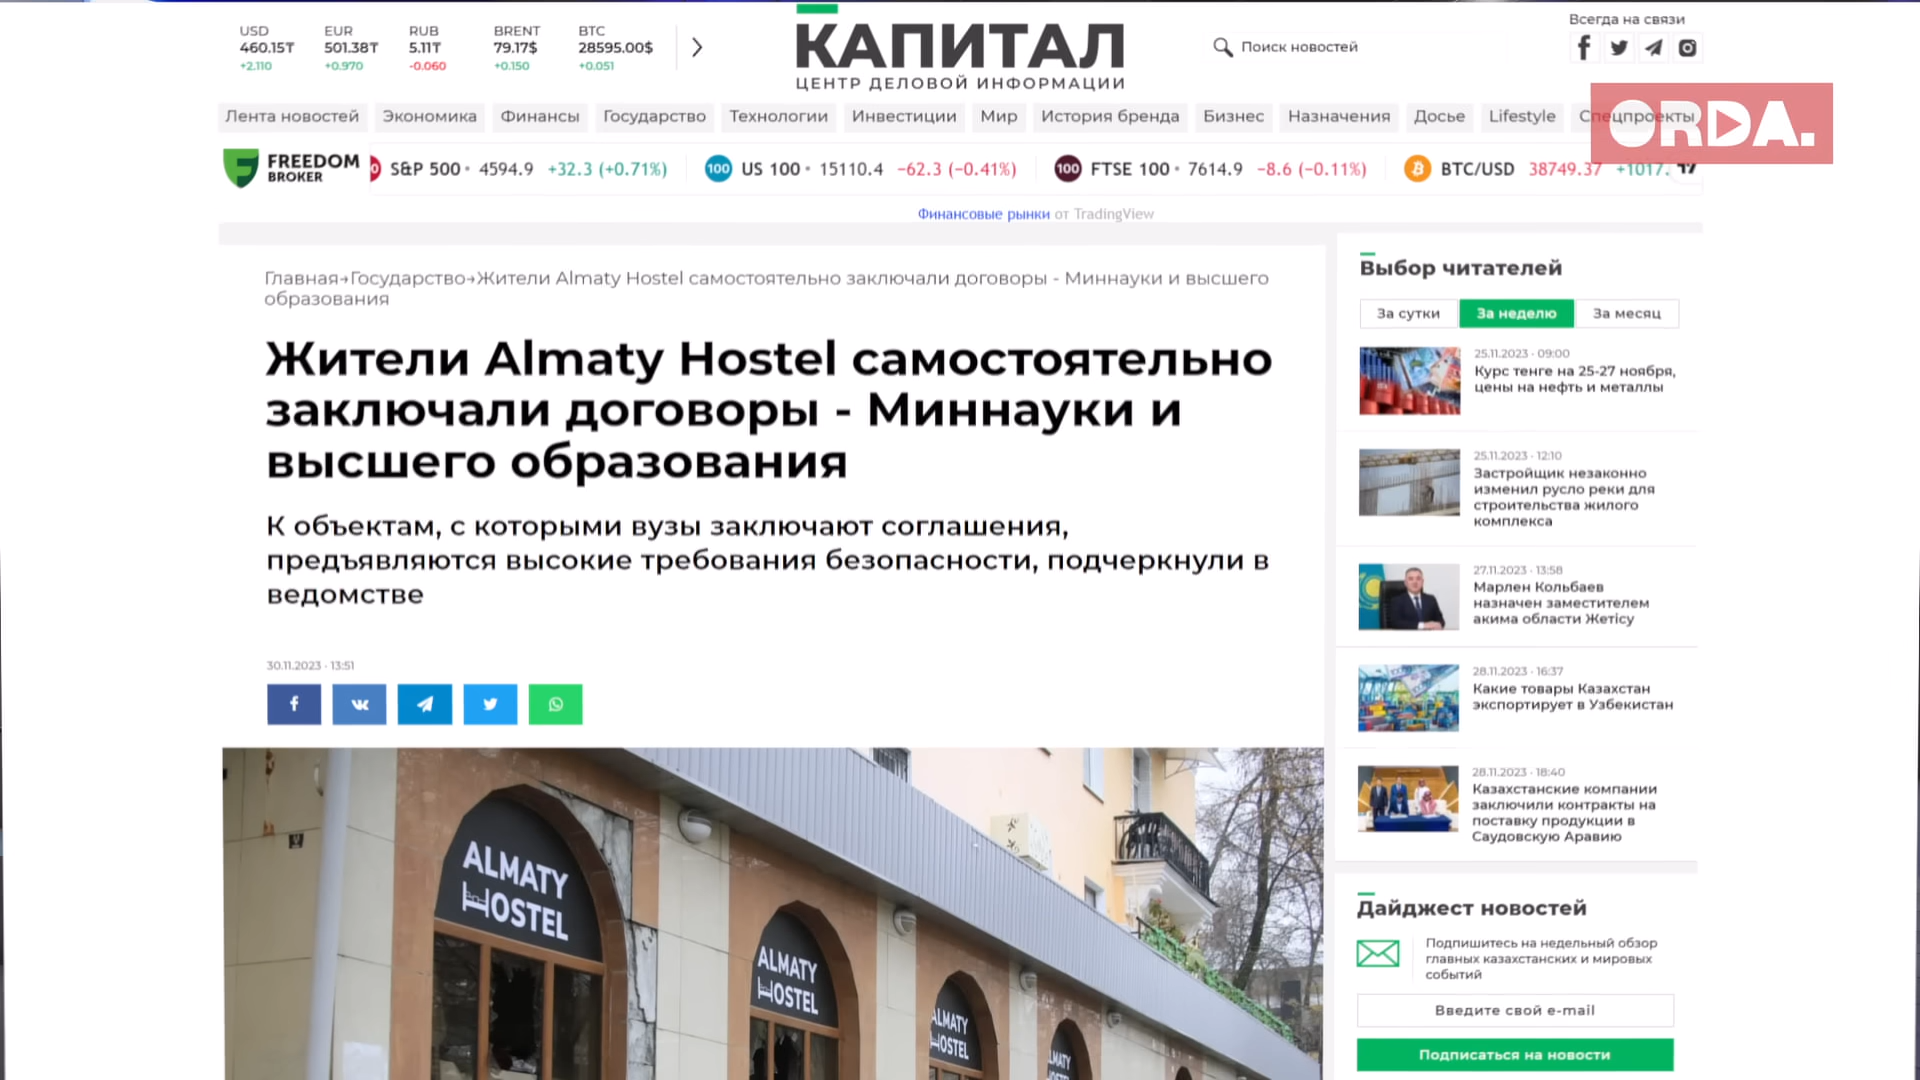 USD
460.15₸
+2.110
EUR
501.38₸
+0.970
RUB
5.11₸
-0.060
BRENT
79.17$
+0.150
BTC
28595.00$
+0.051
КАПИТАЛ
ЦЕНТР ДЕЛОВОЙ ИНФОРМАЦИИ
Поиск новостей
Всегда на связи
ORDA.
Лента новостей Экономика Финансы Государство Технологии Инвестиции Мир История бренда Бизнес Назначения Досье Lifestyle Спецпроекты
FREEDOM
BROKER
S&P 500 • 4594.9 +32.3 (+0.71%) 100 US 100 • 15110.4 −62.3 (−0.41%) 100 FTSE 100 • 7614.9 −8.6 (−0.11%) BTC/USD 38749.37 +1017.
Финансовые рынки от TradingView
Главная→Государство→Жители Almaty Hostel самостоятельно заключали договоры - Миннауки и высшего
образования
Жители Almaty Hostel самостоятельно
заключали договоры - Миннауки и
высшего образования
К объектам, с которыми вузы заключают соглашения,
предъявляются высокие требования безопасности, подчеркнули в
ведомстве
30.11.2023 · 13:51
ALMATY
HOSTEL
ALMATY
HOSTEL
ALMATY
HOSTEL
ALMATY
Выбор читателей
За сутки За неделю За месяц
25.11.2023 · 09:00
Курс тенге на 25-27 ноября,
цены на нефть и металлы
25.11.2023 · 12:10
Застройщик незаконно
изменил русло реки для
строительства жилого
комплекса
27.11.2023 · 13:58
Марлен Кольбаев
назначен заместителем
акима области Жетісу
28.11.2023 · 16:37
Какие товары Казахстан
экспортирует в Узбекистан
28.11.2023 · 18:40
Казахстанские компании
заключили контракты на
поставку продукции в
Саудовскую Аравию
Дайджест новостей
Подпишитесь на недельный обзор
главных казахстанских и мировых
событий
Введите свой e-mail
Подписаться на новости